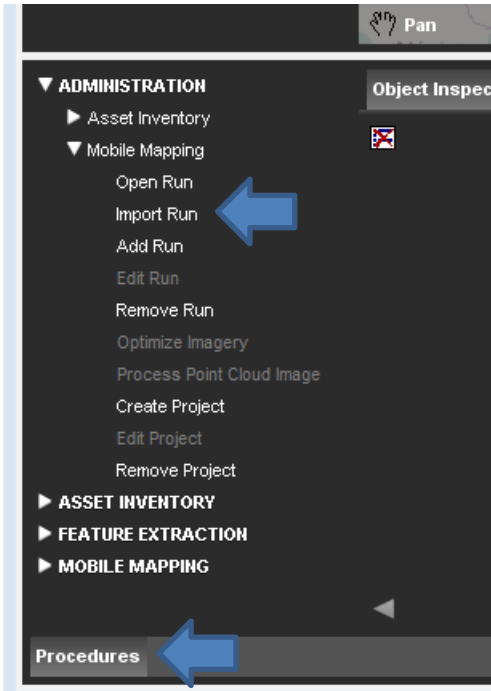 Pan
ADMINISTRATION
Object Inspec
Asset Inventory
Mobile Mapping
Open Run
Import Run
Add Run
Edit Run
Remove Run
Optimize Imagery
Process Point Cloud Image
Create Project
Edit Project
Remove Project
ASSET INVENTORY
FEATURE EXTRACTION
MOBILE MAPPING
Procedures